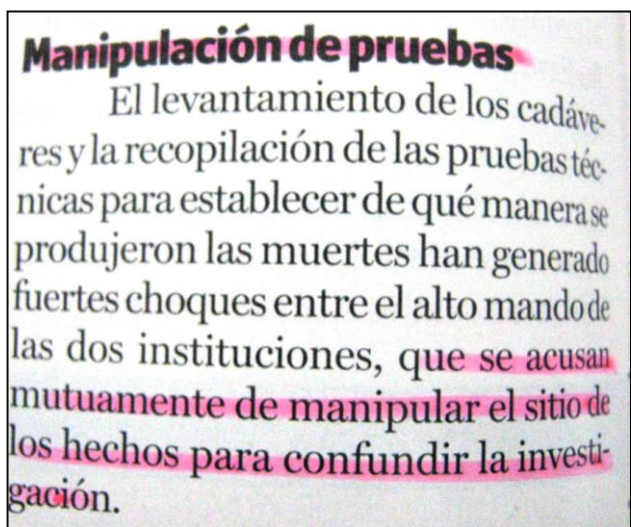 Manipulación de pruebas
El levantamiento de los cadáve-
res y la recopilación de las pruebas téc-
nicas para establecer de qué manera se
produjeron las muertes han generado
fuertes choques entre el alto mando de
las dos instituciones, que se acusan
mutuamente de manipular el sitio de
los hechos para confundir la investi-
gación.